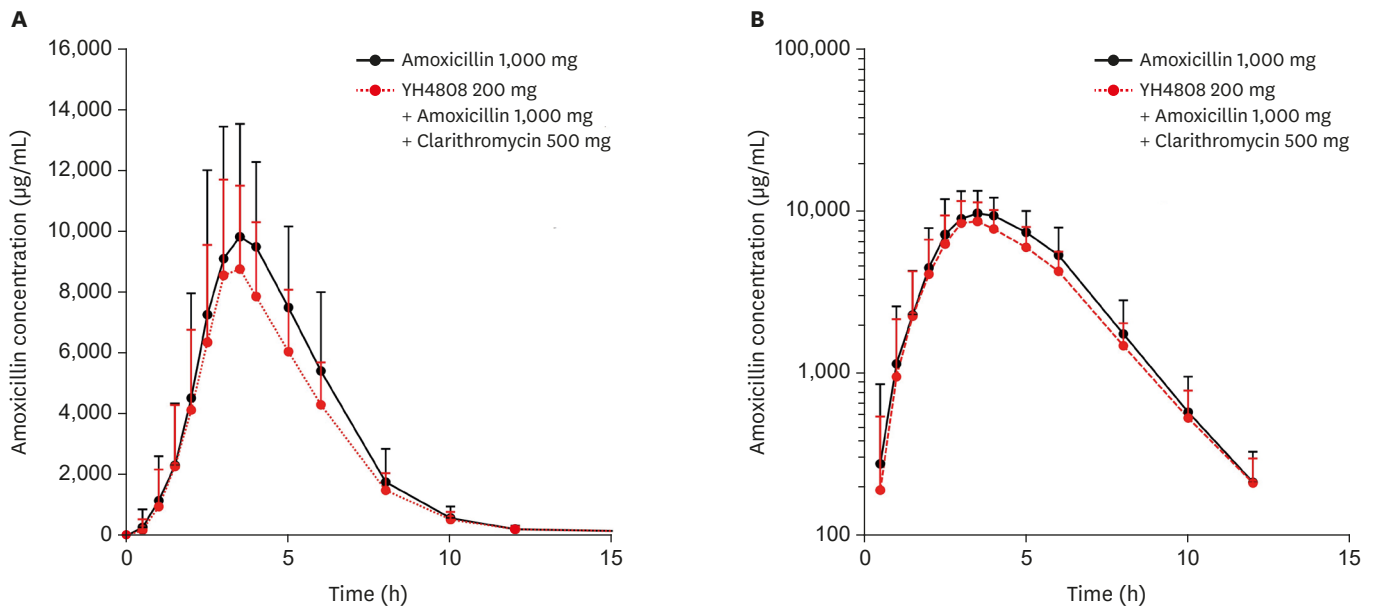 A
Amoxicillin concentration (µg/mL)
16,000
14,000
12,000
10,000
8,000
6,000
4,000
2,000
0
0
5
10
15
Time (h)
Amoxicillin 1,000 mg
YH4808 200 mg
+ Amoxicillin 1,000 mg
+ Clarithromycin 500 mg
B
Amoxicillin concentration (µg/mL)
100,000
10,000
1,000
100
0
5
10
15
Time (h)
Amoxicillin 1,000 mg
YH4808 200 mg
+ Amoxicillin 1,000 mg
+ Clarithromycin 500 mg